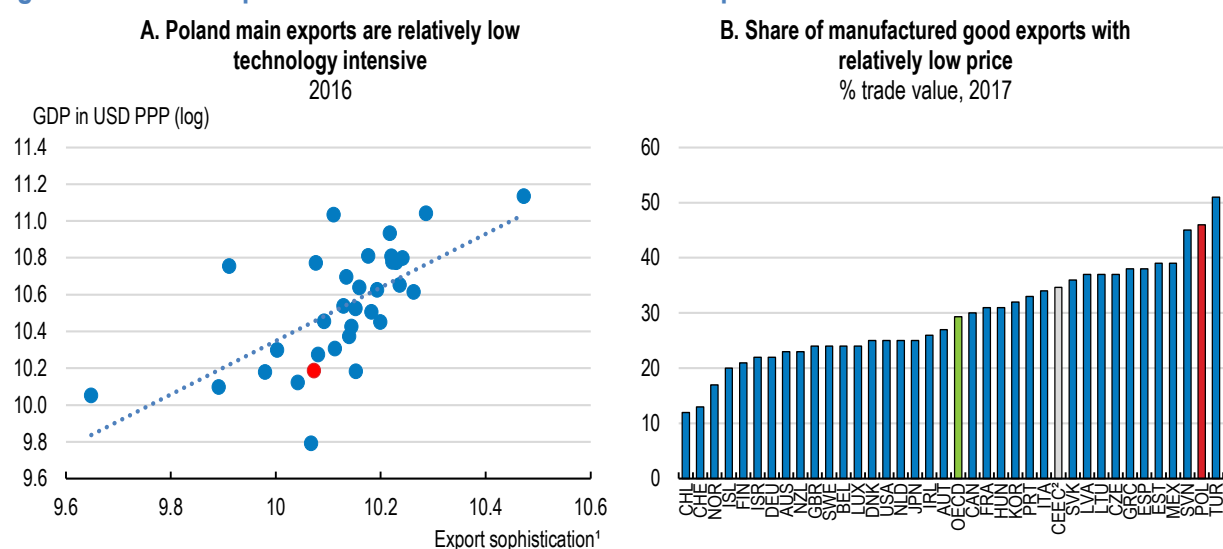 A. Poland main exports are relatively low
technology intensive
2016
GDP in USD PPP (log)
11.4
11.2
11.0
10.8
10.6
10.4
10.2
10.0
9.8
9.6
9.6
9.8
10.0
10.2
10.4
10.6
Export sophistication¹
B. Share of manufactured good exports with
relatively low price
% trade value, 2017
60
50
40
30
20
10
0
CHL
CHE
NOR
ISL
FIN
ISR
DEU
AUS
NZL
GBR
SWE
BEL
LUX
DNK
USA
NLD
JPN
IRL
AUT
OECD
CAN
FRA
HUN
KOR
PRT
ITA
CEEC²
SVK
LVA
LTU
CZE
GRC
ESP
EST
MEX
SVN
POL
TUR